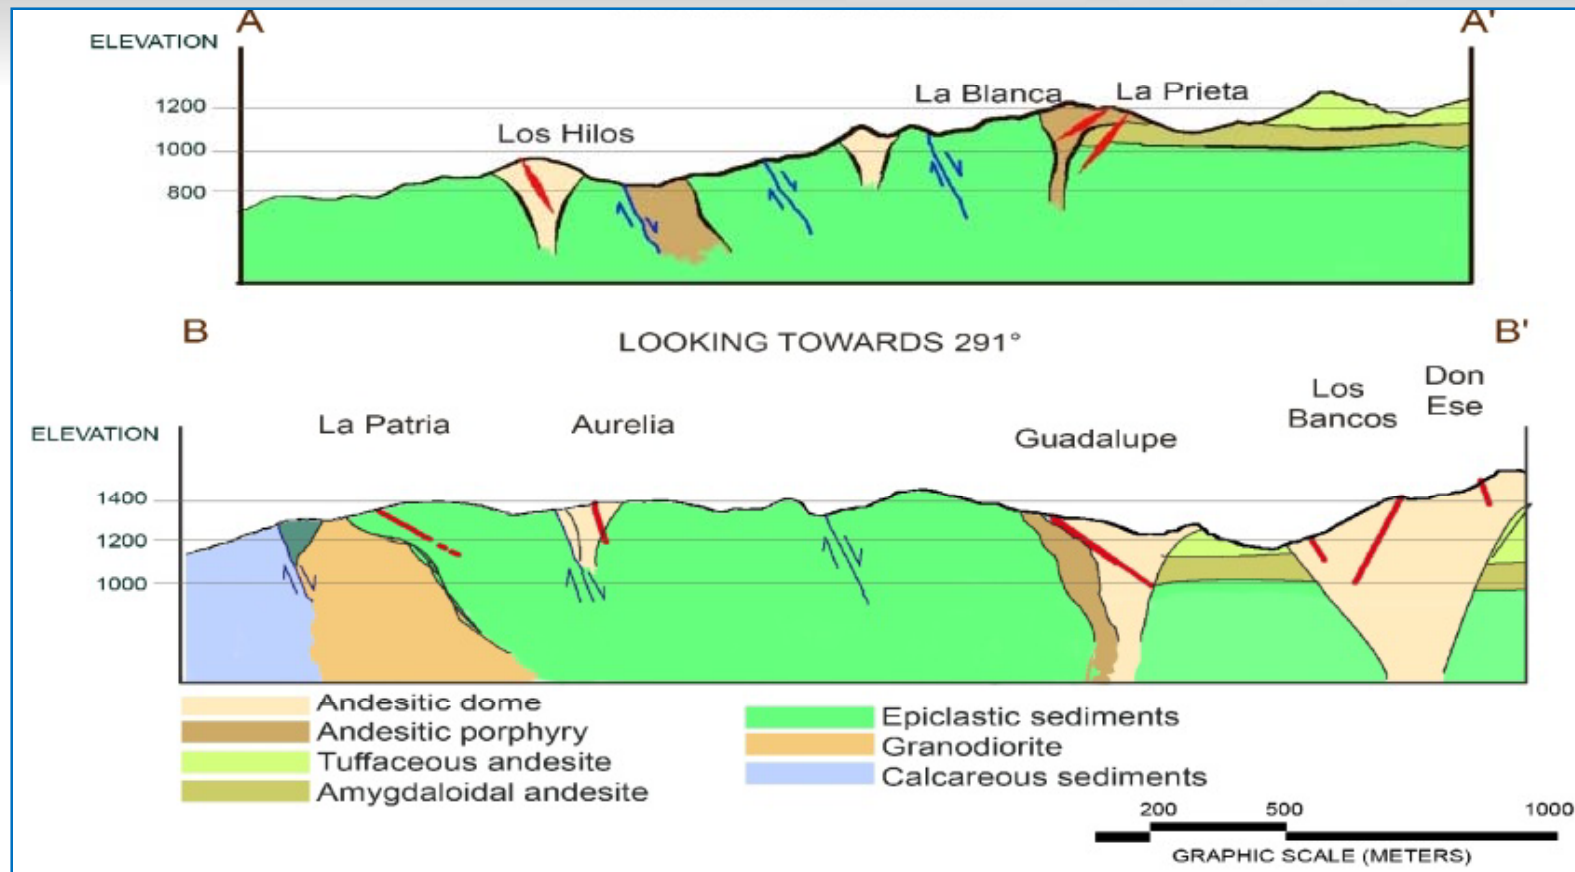 A
A'
ELEVATION
La Blanca
La Prieta
1200
Los Hilos
1000
800
B
LOOKING TOWARDS 291°
B'
Don
Ese
Los
Bancos
La Patria
Aurelia
ELEVATION
Guadalupe
1400
1200
1000
Andesitic dome
Andesitic porphyry
Tuffaceous andesite
Amygdaloidal andesite
Epiclastic sediments
Granodiorite
Calcareous sediments
200 500 1000
GRAPHIC SCALE (METERS)